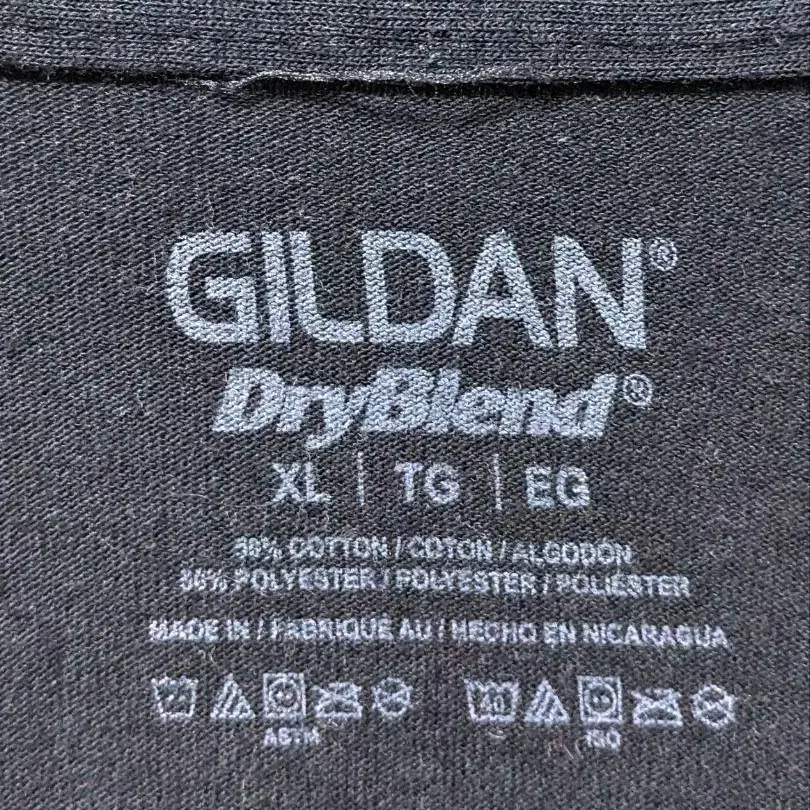 GILDAN®
DryBlend®
XL | TG | EG
50% COTTON / COTON / ALGODÓN
50% POLYESTER / POLYESTER / POLIÉSTER
MADE IN / FABRIQUÉ AU / HECHO EN NICARAGUA
ASTM ISO